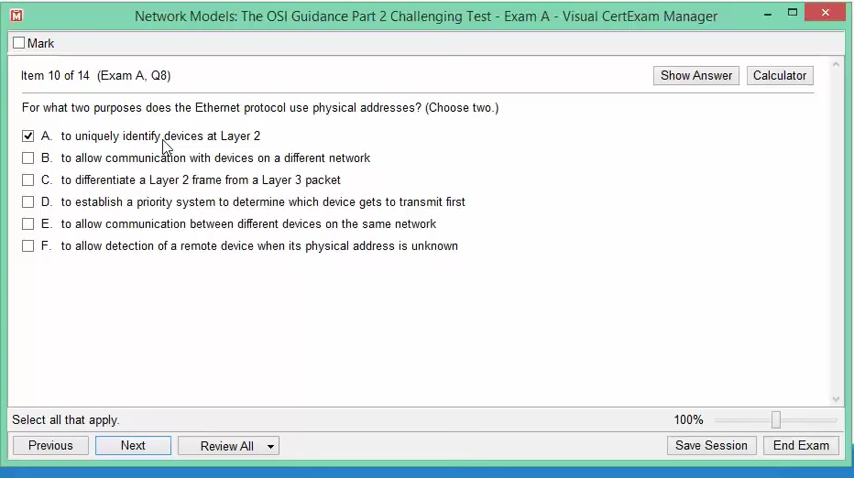 Network Models: The OSI Guidance Part 2 Challenging Test - Exam A - Visual CertExam Manager
Mark
Item 10 of 14 (Exam A, Q8)
Show Answer
Calculator
For what two purposes does the Ethernet protocol use physical addresses? (Choose two.)
A. to uniquely identify devices at Layer 2
B. to allow communication with devices on a different network
C. to differentiate a Layer 2 frame from a Layer 3 packet
D. to establish a priority system to determine which device gets to transmit first
E. to allow communication between different devices on the same network
F. to allow detection of a remote device when its physical address is unknown
Select all that apply.
100%
Previous
Next
Review All
Save Session
End Exam